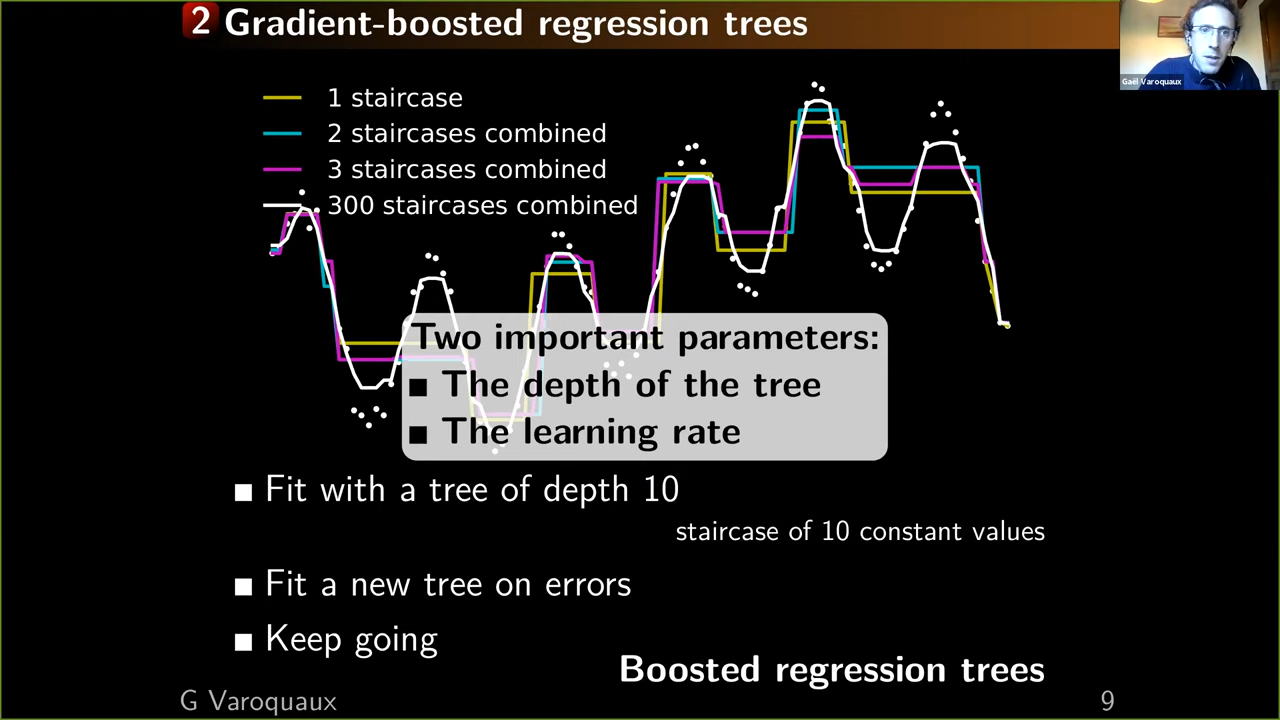 2 Gradient-boosted regression trees
Gaël Varoquaux
1 staircase
2 staircases combined
3 staircases combined
300 staircases combined
Two important parameters:
■ The depth of the tree
■ The learning rate
■ Fit with a tree of depth 10
staircase of 10 constant values
■ Fit a new tree on errors
■ Keep going
Boosted regression trees
G Varoquaux
9